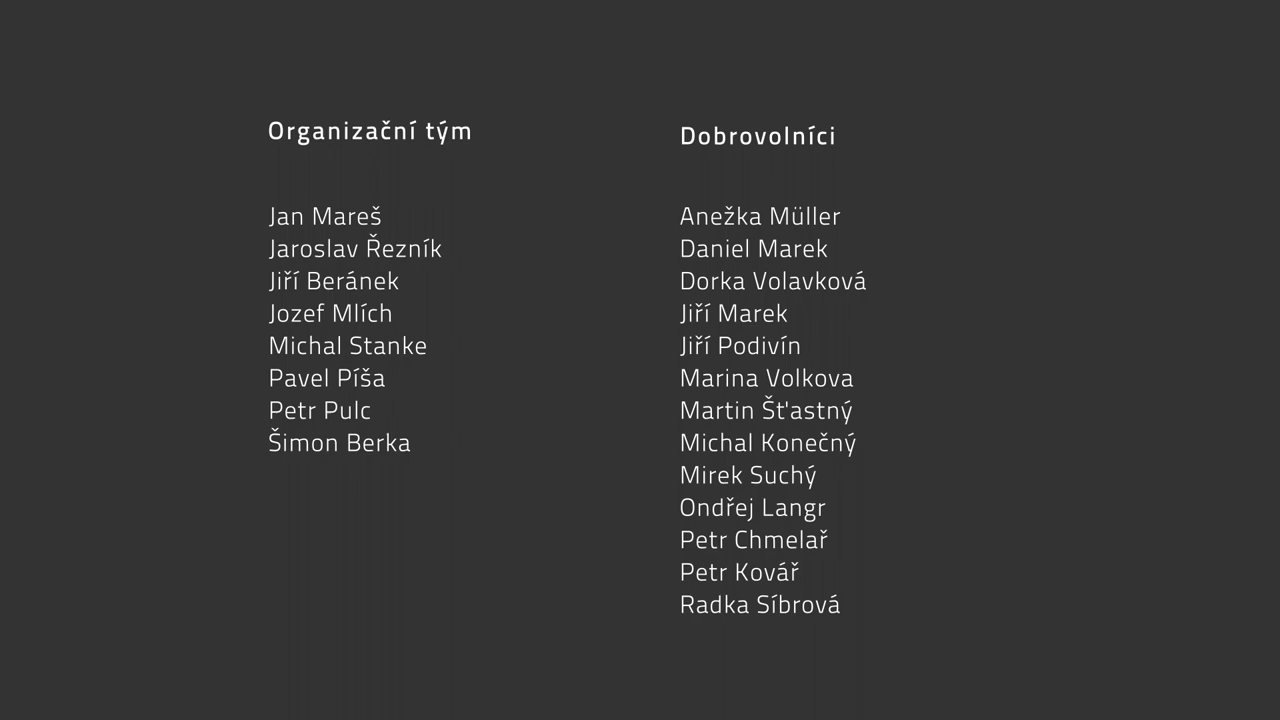 Organizační tým
Jan Mareš
Jaroslav Řezník
Jiří Beránek
Jozef Mlích
Michal Stanke
Pavel Píša
Petr Pulc
Šimon Berka
Dobrovolníci
Anežka Müller
Daniel Marek
Dorka Volavková
Jiří Marek
Jiří Podivín
Marina Volkova
Martin Št'astný
Michal Konečný
Mirek Suchý
Ondřej Langr
Petr Chmelař
Petr Kovář
Radka Síbrová